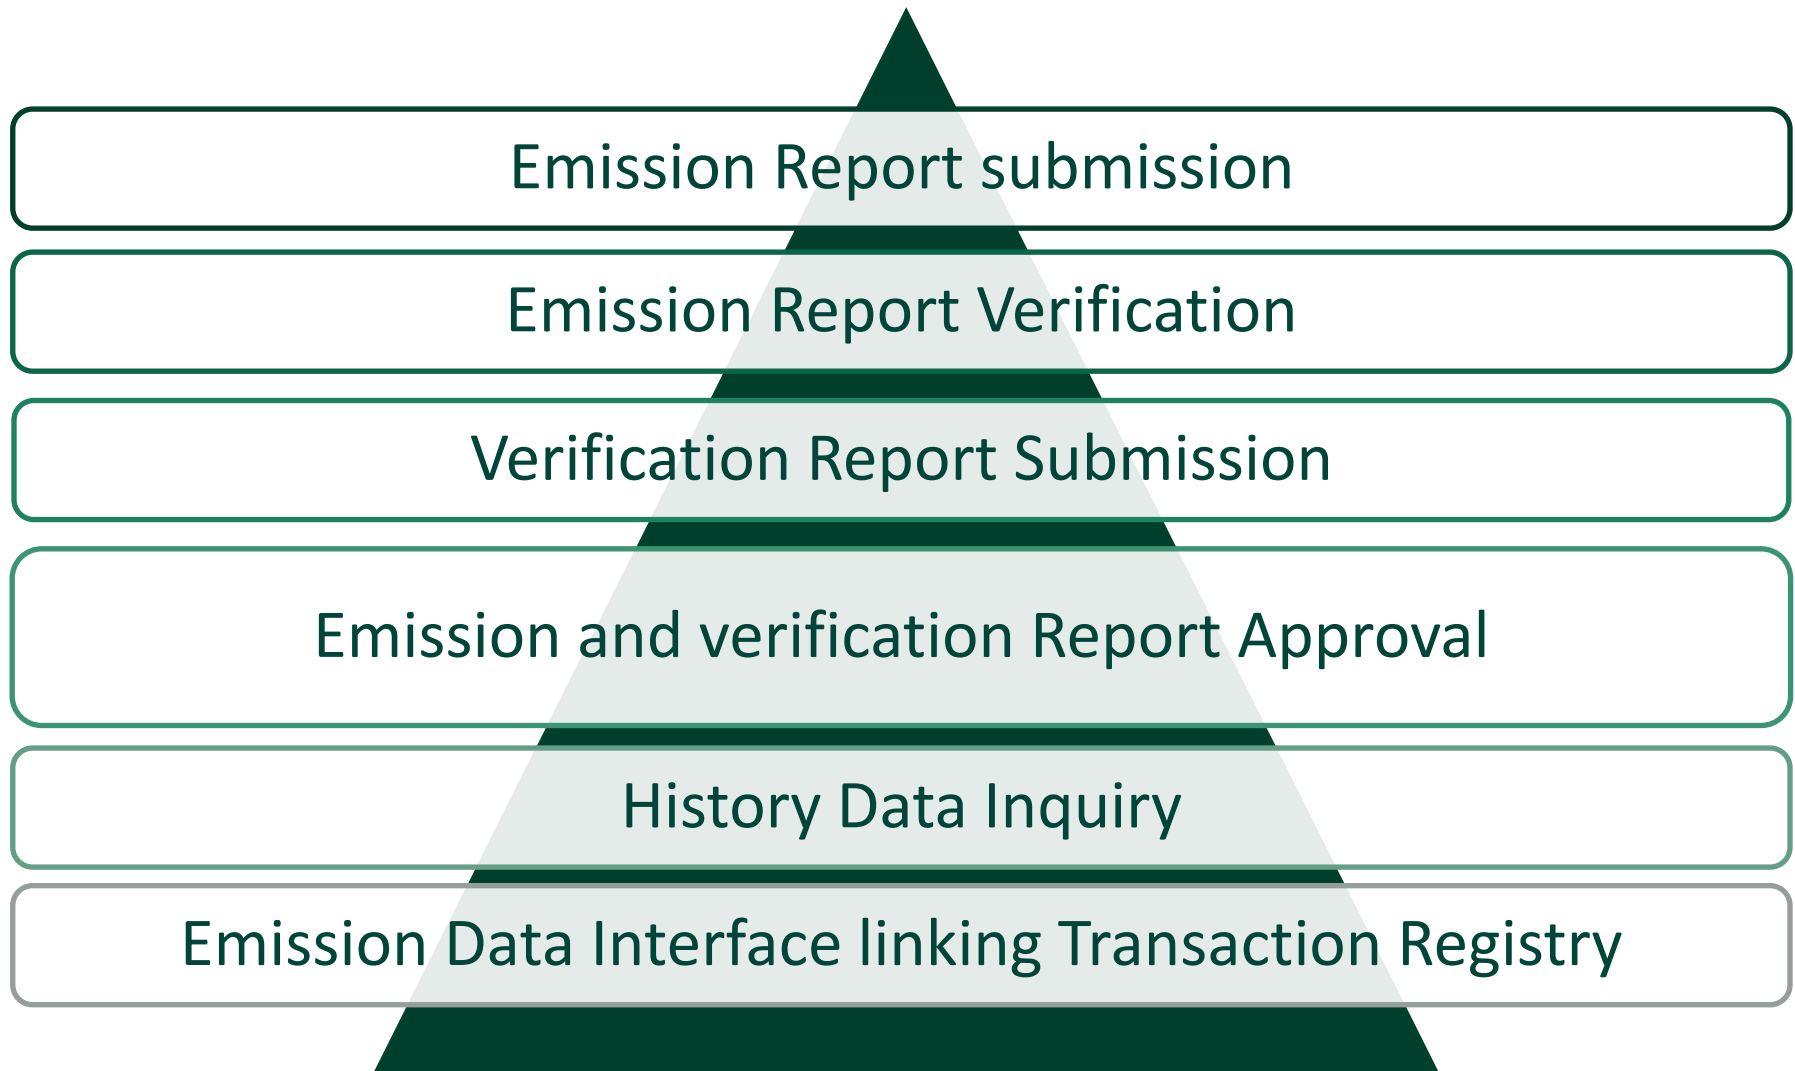 Emission Report submission
Emission Report Verification
Verification Report Submission
Emission and verification Report Approval
History Data Inquiry
Emission Data Interface linking Transaction Registry